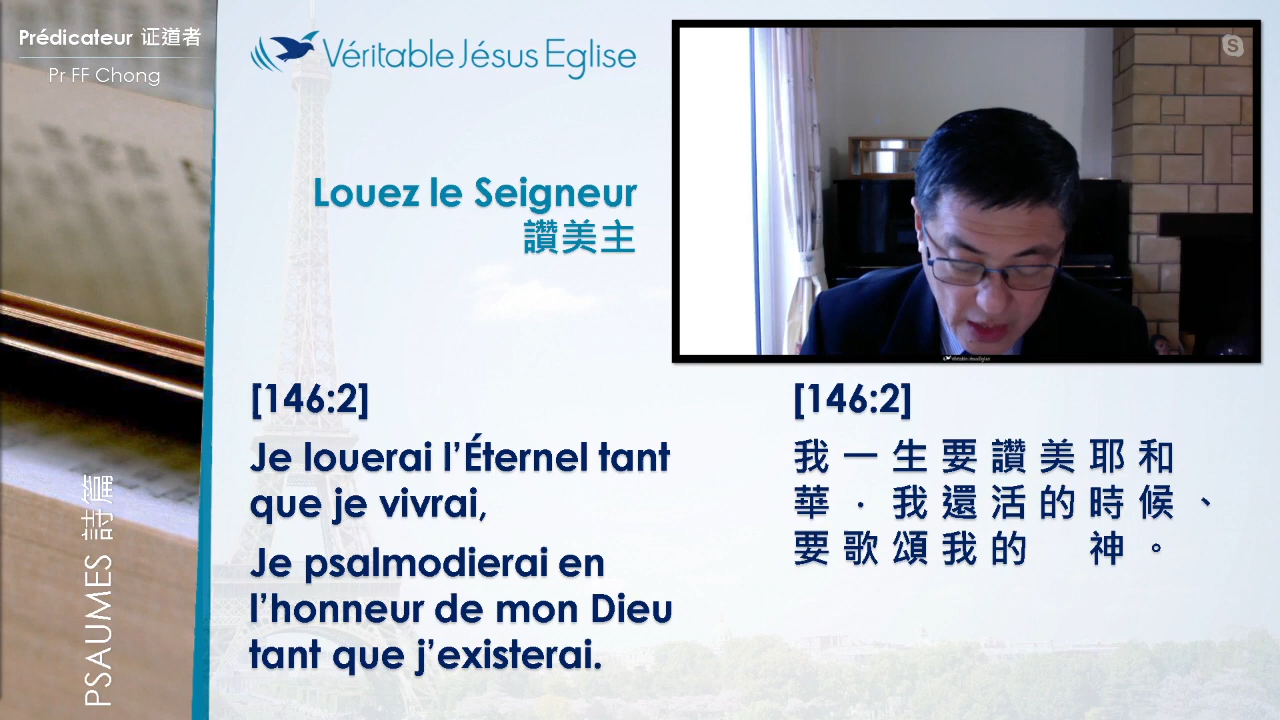 Prédicateur 证道者
Pr FF Chong
Véritable Jésus Eglise
Louez le Seigneur
讚美主
[146:2]
Je louerai l’Éternel tant
que je vivrai,
Je psalmodierai en
l’honneur de mon Dieu
tant que j’existerai.
[146:2]
我一生要讚美耶和
華．我還活的時候、
要歌頌我的　神。
PSAUMES 詩篇
Véritable Jésus Eglise